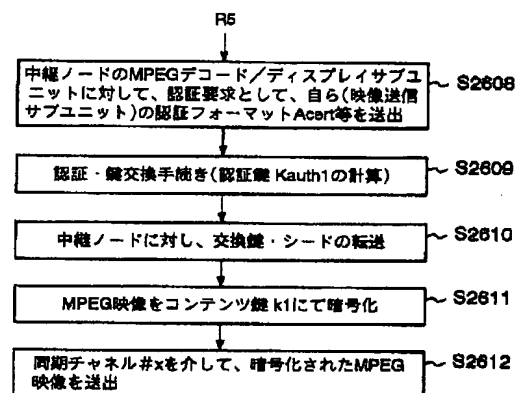 R5
中継ノードのMPEGデコード/ディスプレイサブユ
ニットに対して、認証要求として、自ら(映像送信
サブユニット)の認証フォーマットAcert等を送出
S2608
認証・鍵交換手続き(認証鍵 Kauth1の計算)
S2609
中継ノードに対し、交換鍵・シードの転送
S2610
MPEG映像をコンテンツ鍵 k1にて暗号化
S2611
同期チャネル#xを介して、暗号化されたMPEG
映像を送出
S2612